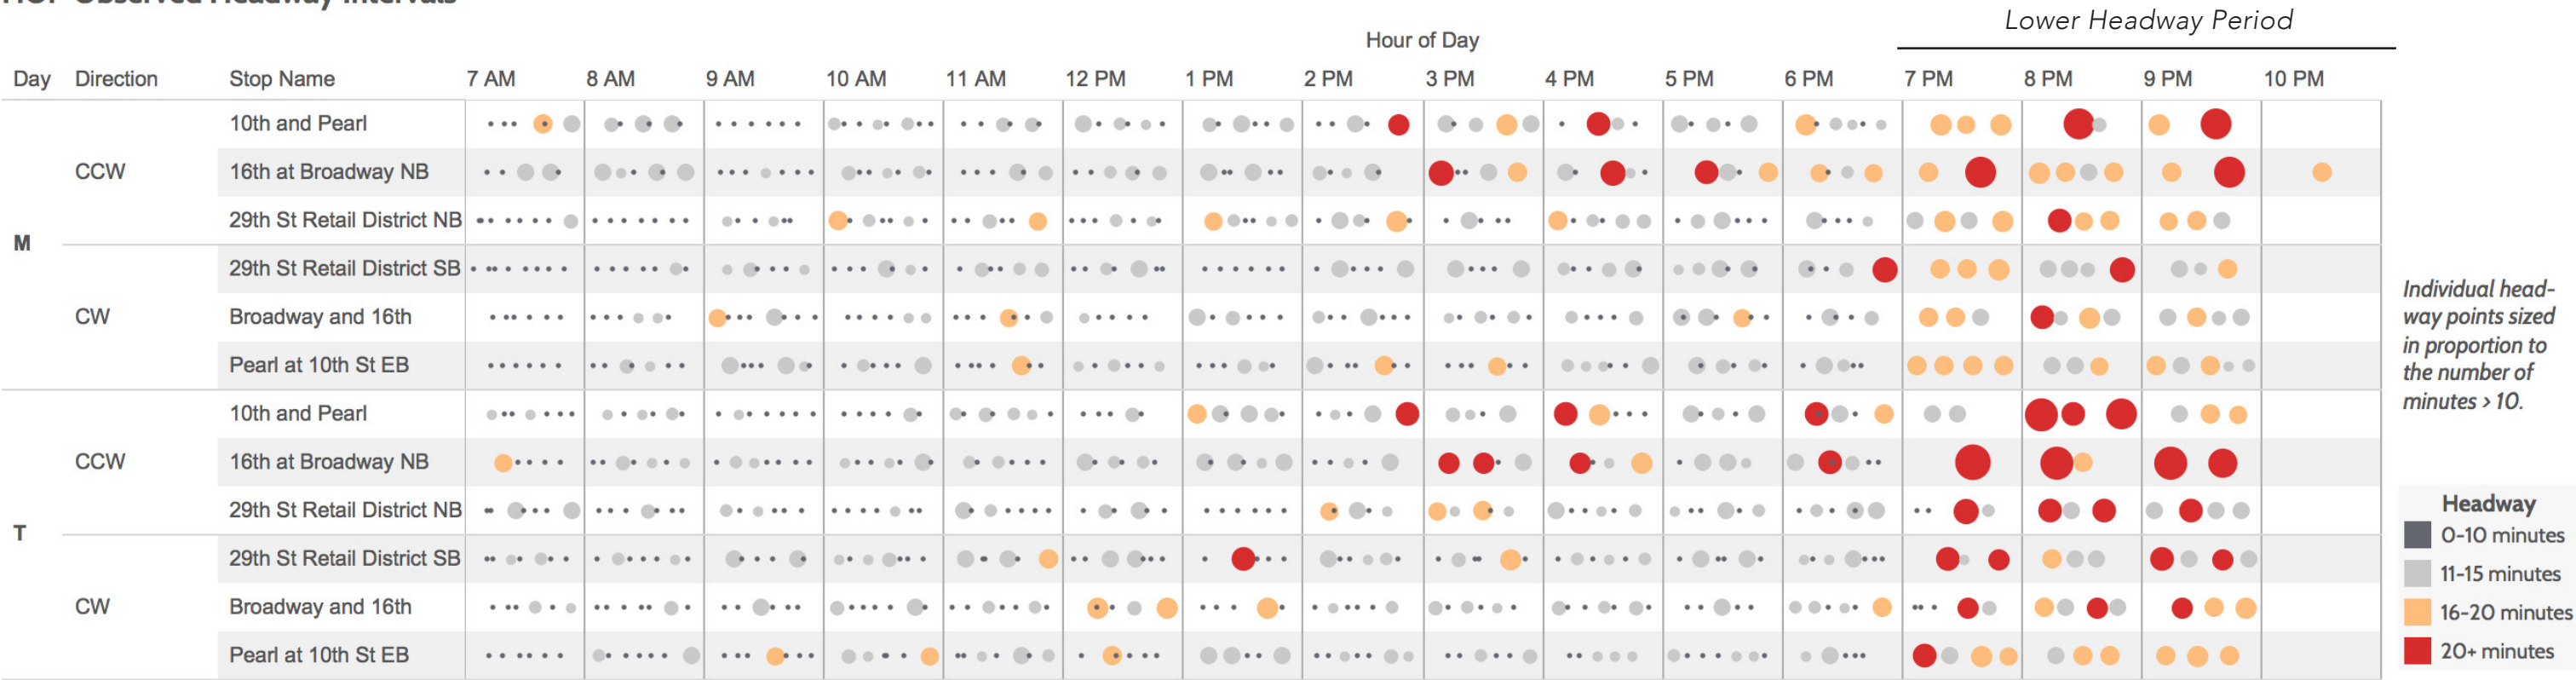 HOP Observed Headway Intervals
Lower Headway Period
Hour of Day
Day Direction Stop Name 7 AM 8 AM 9 AM 10 AM 11 AM 12 PM 1 PM 2 PM 3 PM 4 PM 5 PM 6 PM 7 PM 8 PM 9 PM 10 PM
M
CCW
10th and Pearl
16th at Broadway NB
29th St Retail District NB
CW
29th St Retail District SB
Broadway and 16th
Pearl at 10th St EB
T
CCW
10th and Pearl
16th at Broadway NB
29th St Retail District NB
CW
29th St Retail District SB
Broadway and 16th
Pearl at 10th St EB
Individual head-
way points sized
in proportion to
the number of
minutes > 10.
Headway
0-10 minutes
11-15 minutes
16-20 minutes
20+ minutes